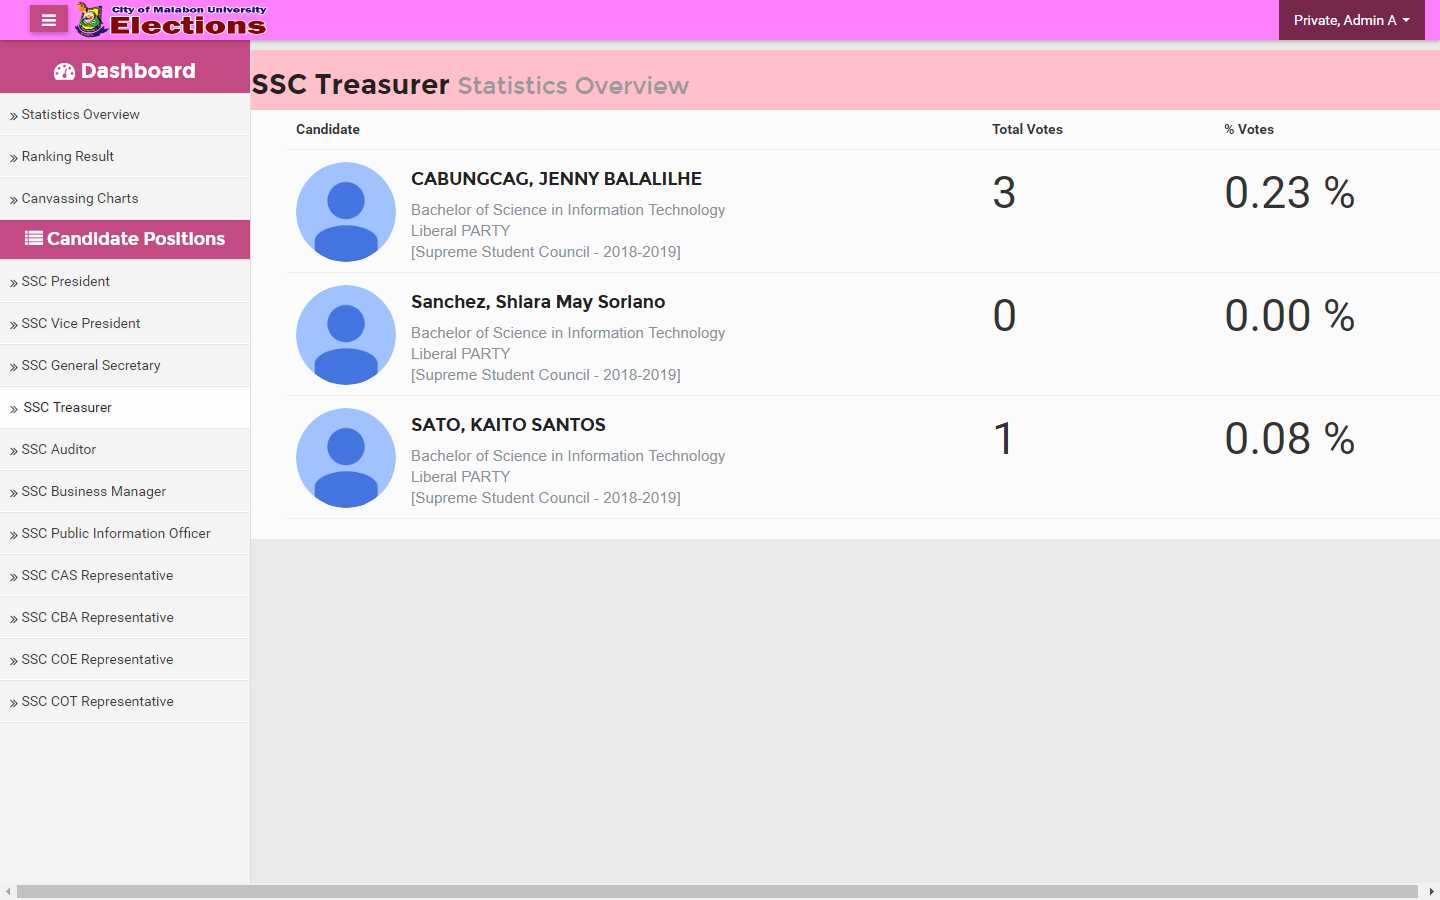 City of Malabon University
Elections
Private, Admin A
Dashboard
Statistics Overview
Ranking Result
Canvassing Charts
Candidate Positions
SSC President
SSC Vice President
SSC General Secretary
SSC Treasurer
SSC Auditor
SSC Business Manager
SSC Public Information Officer
SSC CAS Representative
SSC CBA Representative
SSC COE Representative
SSC COT Representative
SSC Treasurer Statistics Overview
Candidate Total Votes % Votes
CABUNGCAG, JENNY BALALILHE 3 0.23 %
Bachelor of Science in Information Technology
Liberal PARTY
[Supreme Student Council - 2018-2019]
Sanchez, Shiara May Soriano 0 0.00 %
Bachelor of Science in Information Technology
Liberal PARTY
[Supreme Student Council - 2018-2019]
SATO, KAITO SANTOS 1 0.08 %
Bachelor of Science in Information Technology
Liberal PARTY
[Supreme Student Council - 2018-2019]